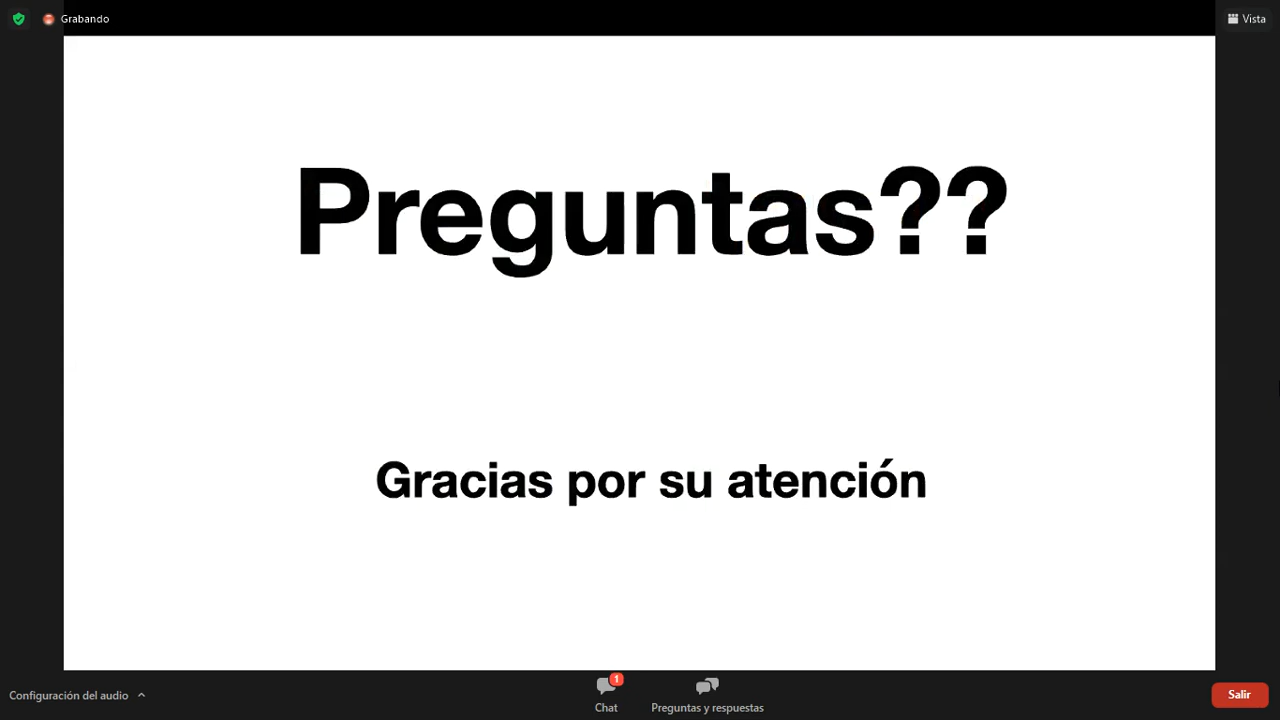 Grabando
Vista
Preguntas??
Gracias por su atención
Configuración del audio
1
Chat
Preguntas y respuestas
Salir